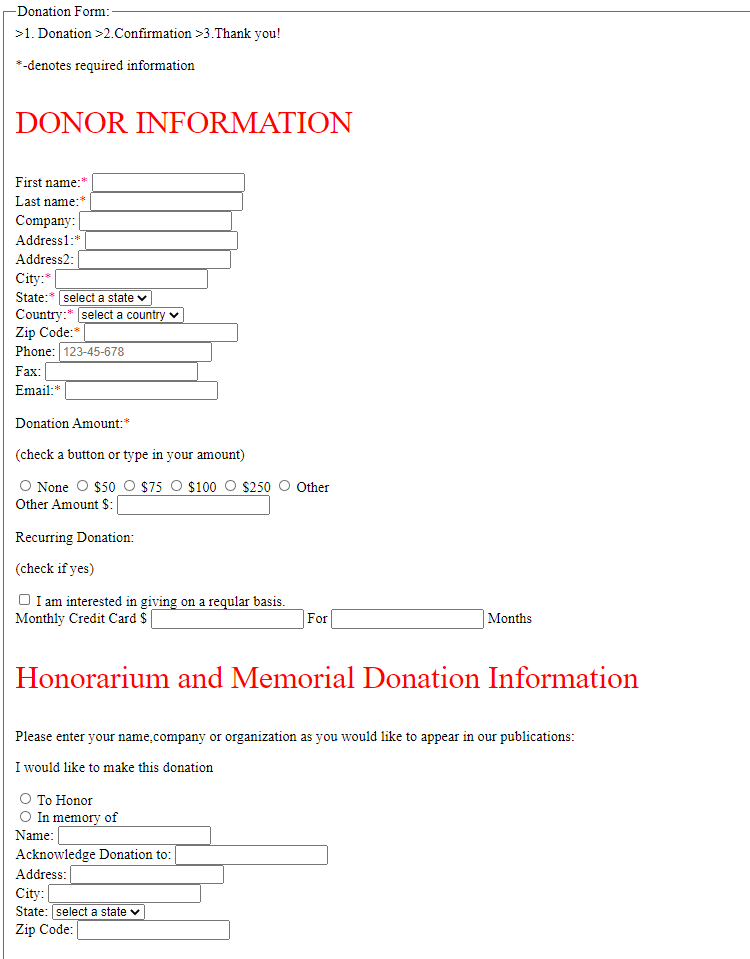 Donation Form:
>1. Donation >2.Confirmation >3.Thank you!
*-denotes required information
DONOR INFORMATION
First name:*
Last name:*
Company:
Address1:*
Address2:
City:*
State:* select a state
Country:* select a country
Zip Code:*
Phone: 123-45-678
Fax:
Email:*
Donation Amount:*
(check a button or type in your amount)
None $50 $75 $100 $250 Other
Other Amount $:
Recurring Donation:
(check if yes)
I am interested in giving on a reqular basis.
Monthly Credit Card $ For Months
Honorarium and Memorial Donation Information
Please enter your name,company or organization as you would like to appear in our publications:
I would like to make this donation
To Honor
In memory of
Name:
Acknowledge Donation to:
Address:
City:
State: select a state
Zip Code: